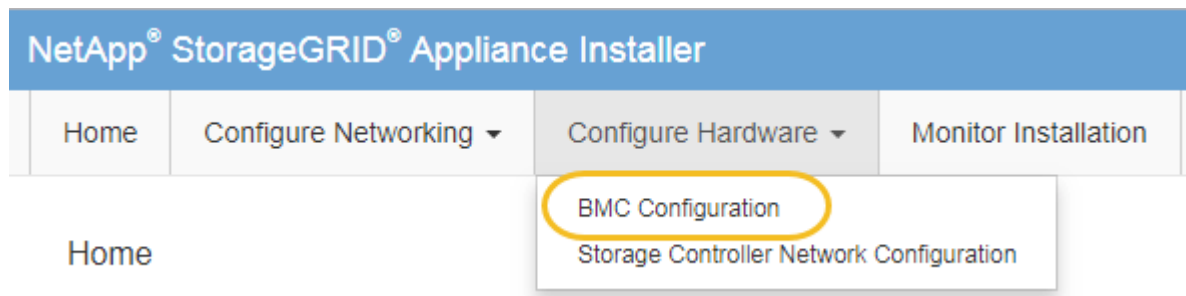 NetApp® StorageGRID® Appliance Installer
Home Configure Networking Configure Hardware Monitor Installation
BMC Configuration
Home
Storage Controller Network Configuration